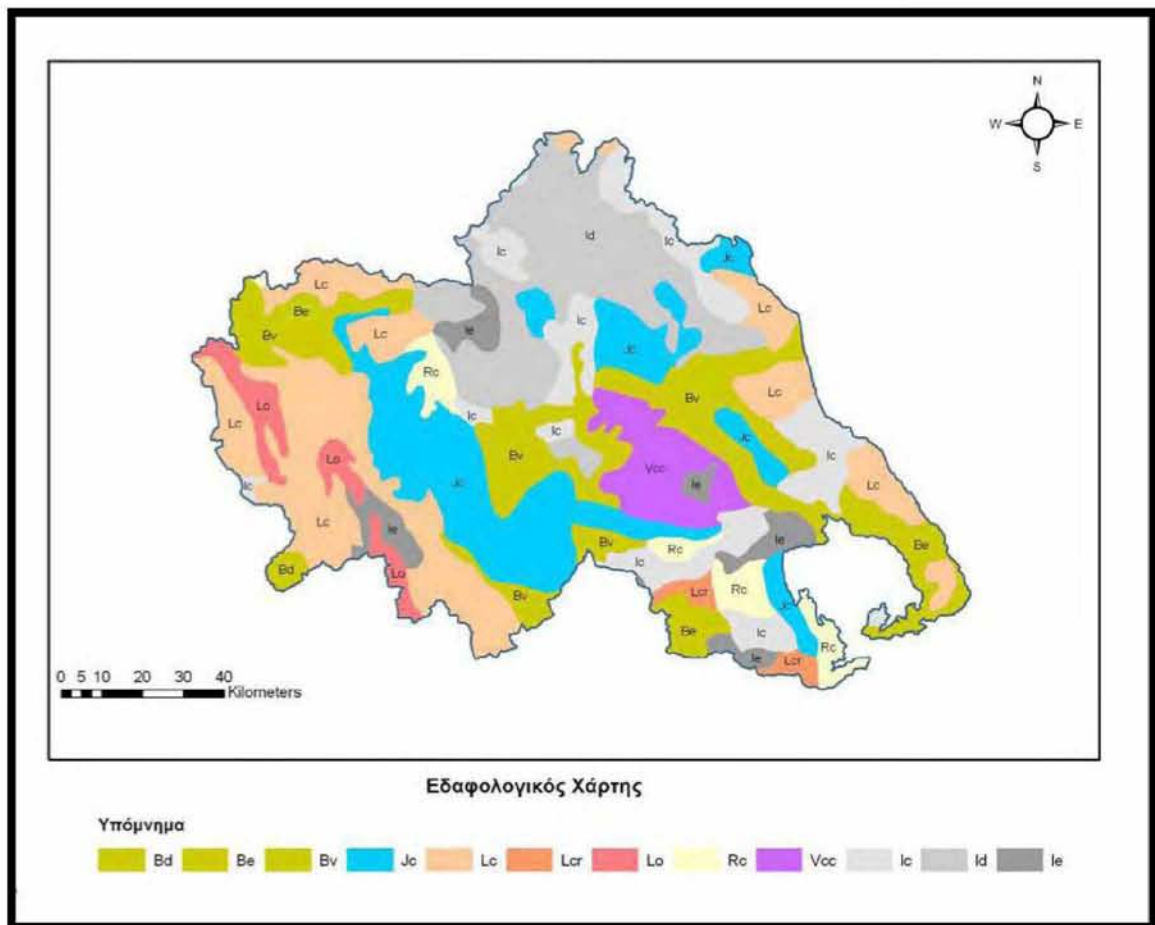 N
W E
S
Id
Ic
Ic
Jc
Lc
Be
Bv
Lc
Ie
Ic
Jc
Lc
Rc
Lo
Lc
Ic
Bv
Lc
Ic
Bv
Jc
Lo
Vcc
Ic
Jc
Ie
Lc
Ic
Lc
Ie
Bv
Ie
Be
Rc
Ic
Bd
Lo
Bv
Lcr
Rc
Jc
Be
Ic
Rc
Ie
Lcr
0 5 10 20 30 40
Kilometers
Εδαφολογικός Χάρτης
Υπόμνημα
Bd Be Bv Jc Lc Lcr Lo Rc Vcc Ic Id Ie